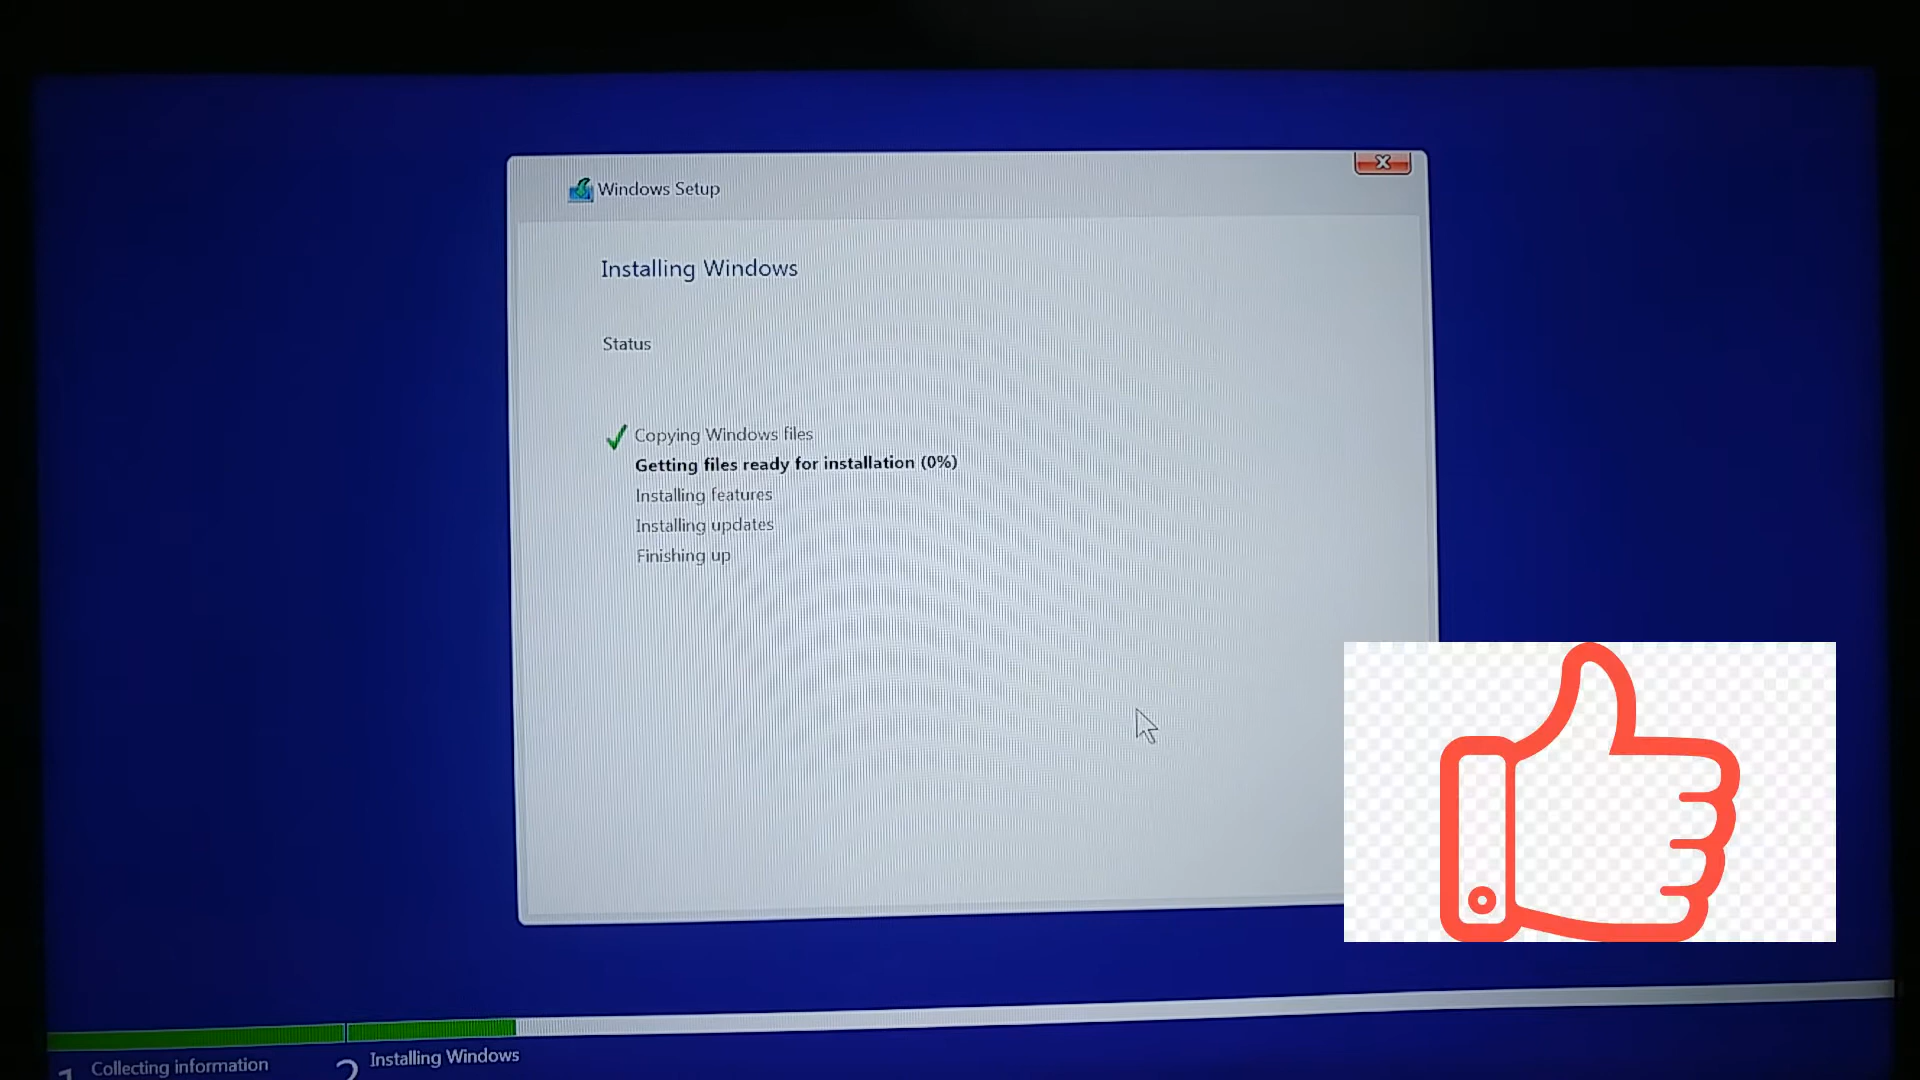 Windows Setup
Installing Windows
Status
Copying Windows files
Getting files ready for installation (0%)
Installing features
Installing updates
Finishing up
1 Collecting information
2 Installing Windows